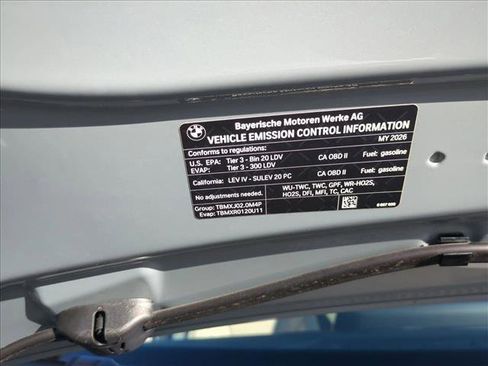 BMW
Bayerische Motoren Werke AG
VEHICLE EMISSION CONTROL INFORMATION
Conforms to regulations: MY 2026
U.S. EPA: Tier 3 - Bin 20 LDV CA OBD II Fuel: gasoline
EVAP: Tier 3 - 300 LDV
California: LEV IV - SULEV 20 PC CA OBD II Fuel: gasoline
No adjustments needed. WU-TWC, TWC, GPF, WR-HO2S,
HO2S, DFI, MFI, TC, CAC
Group: TBMXJ02.0M4P
Evap: TBMXR0120U11